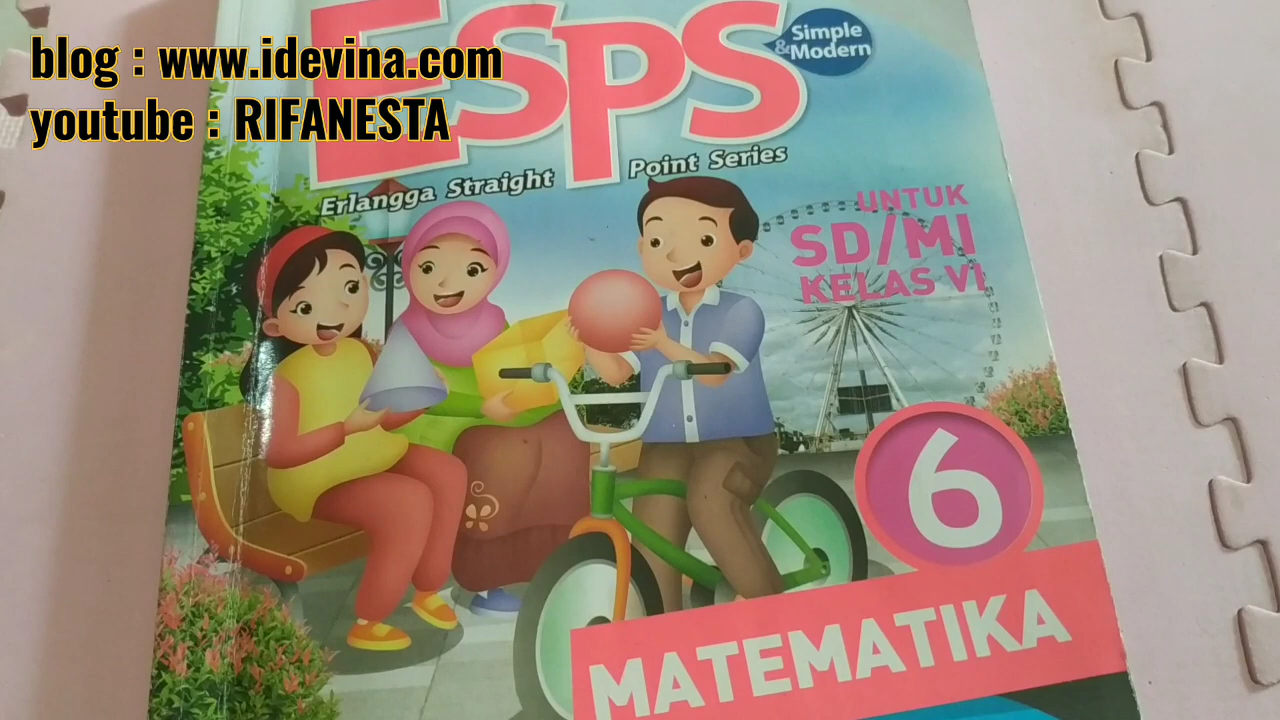 blog : www.idevina.com
youtube : RIFANESTA
ESPS
Simple
& Modern
Erlangga Straight Point Series
UNTUK
SD/MI
KELAS VI
6
MATEMATIKA